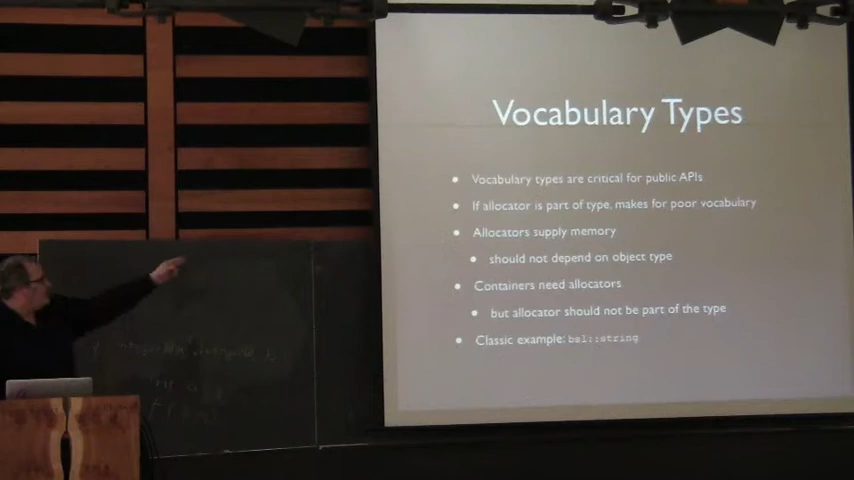 Vocabulary Types
• Vocabulary types are critical for public APIs
• If allocator is part of type, makes for poor vocabulary
• Allocators supply memory
• should not depend on object type
• Containers need allocators
• but allocator should not be part of the type
• Classic example: bsl::string